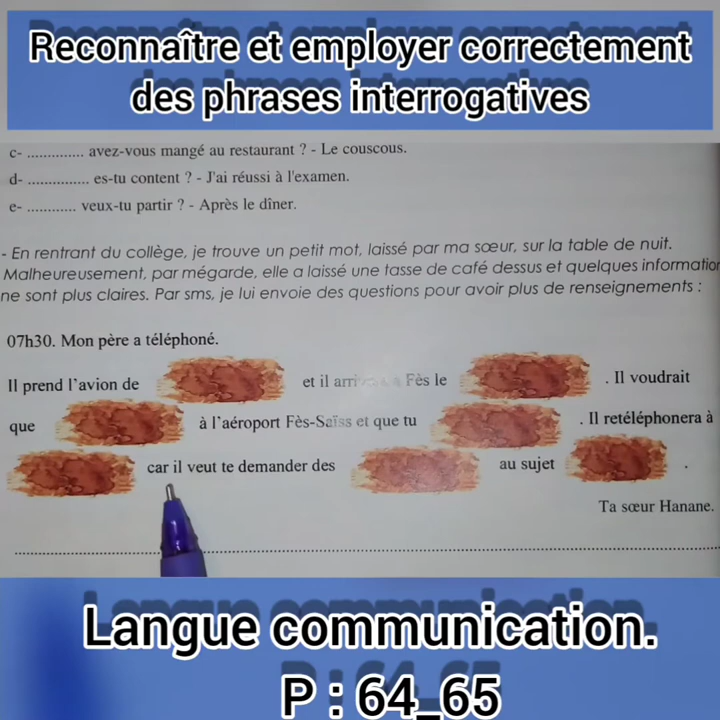 Reconnaître et employer correctement
des phrases interrogatives
c- .............. avez-vous mangé au restaurant ? - Le couscous.
d- ............... es-tu content ? - J'ai réussi à l'examen.
e- ............ veux-tu partir ? - Après le dîner.
- En rentrant du collège, je trouve un petit mot, laissé par ma sœur, sur la table de nuit.
Malheureusement, par mégarde, elle a laissé une tasse de café dessus et quelques information
ne sont plus claires. Par sms, je lui envoie des questions pour avoir plus de renseignements :
07h30. Mon père a téléphoné.
Il prend l'avion de et il arrivera à Fès le . Il voudrait
que à l'aéroport Fès-Saïss et que tu . Il retéléphonera à
car il veut te demander des au sujet .
Ta sœur Hanane.
Langue communication.
P : 64_65